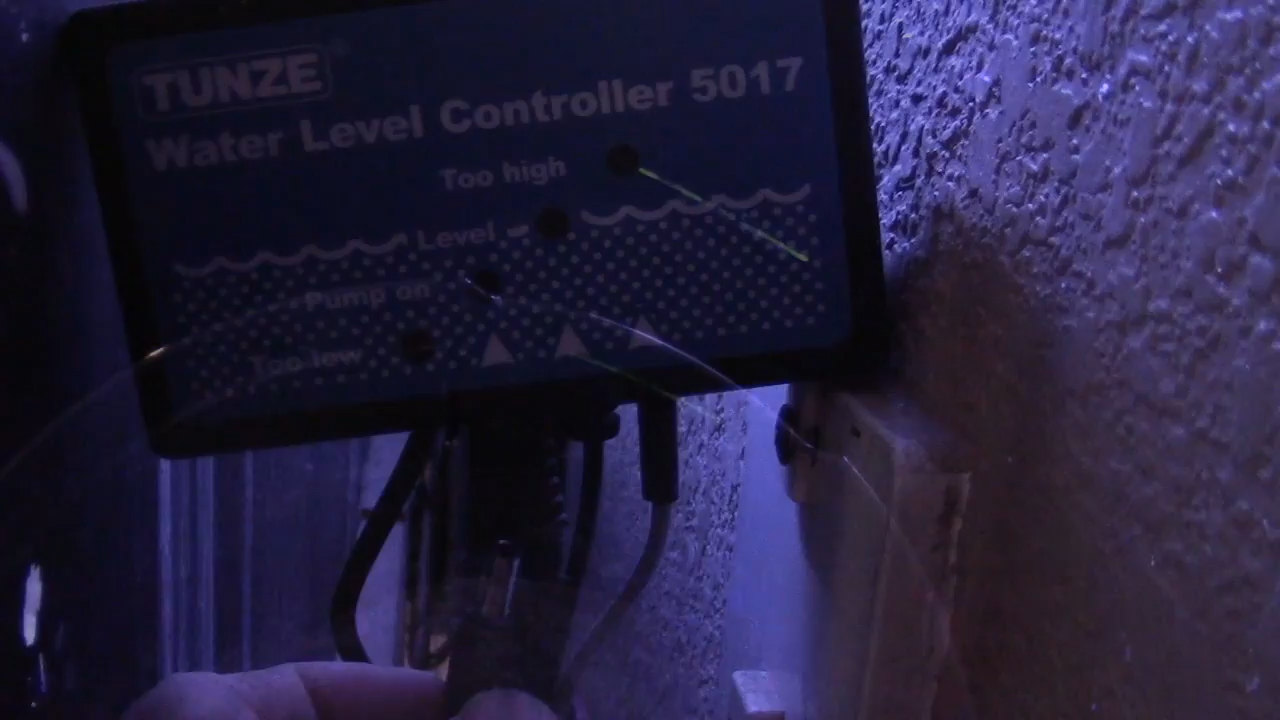 TUNZE
Water Level Controller 5017
Too high
Level
Pump on
Too low